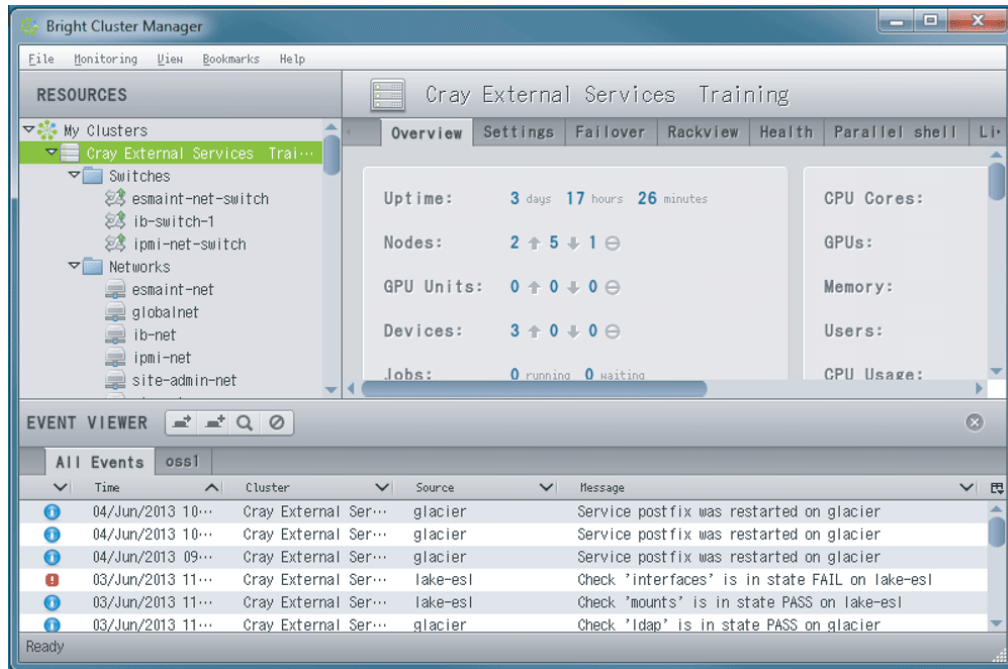 Bright Cluster Manager
File Monitoring View Bookmarks Help
RESOURCES
My Clusters
Cray External Services Trai···
Switches
esmaint-net-switch
ib-switch-1
ipmi-net-switch
Networks
esmaint-net
globalnet
ib-net
ipmi-net
site-admin-net
Cray External Services Training
Overview Settings Failover Rackview Health Parallel shell Li
Uptime: 3 days 17 hours 26 minutes
Nodes: 2 5 1
GPU Units: 0 0 0
Devices: 3 0 0
Jobs: 0 running 0 waiting
CPU Cores:
GPUs:
Memory:
Users:
CPU Usage:
EVENT VIEWER
All Events oss1
Time Cluster Source Message
04/Jun/2013 10··· Cray External Ser··· glacier Service postfix was restarted on glacier
04/Jun/2013 10··· Cray External Ser··· glacier Service postfix was restarted on glacier
04/Jun/2013 09··· Cray External Ser··· glacier Service postfix was restarted on glacier
03/Jun/2013 11··· Cray External Ser··· lake-esl Check 'interfaces' is in state FAIL on lake-esl
03/Jun/2013 11··· Cray External Ser··· lake-esl Check 'mounts' is in state PASS on lake-esl
03/Jun/2013 11··· Cray External Ser··· glacier Check 'ldap' is in state PASS on glacier
Ready